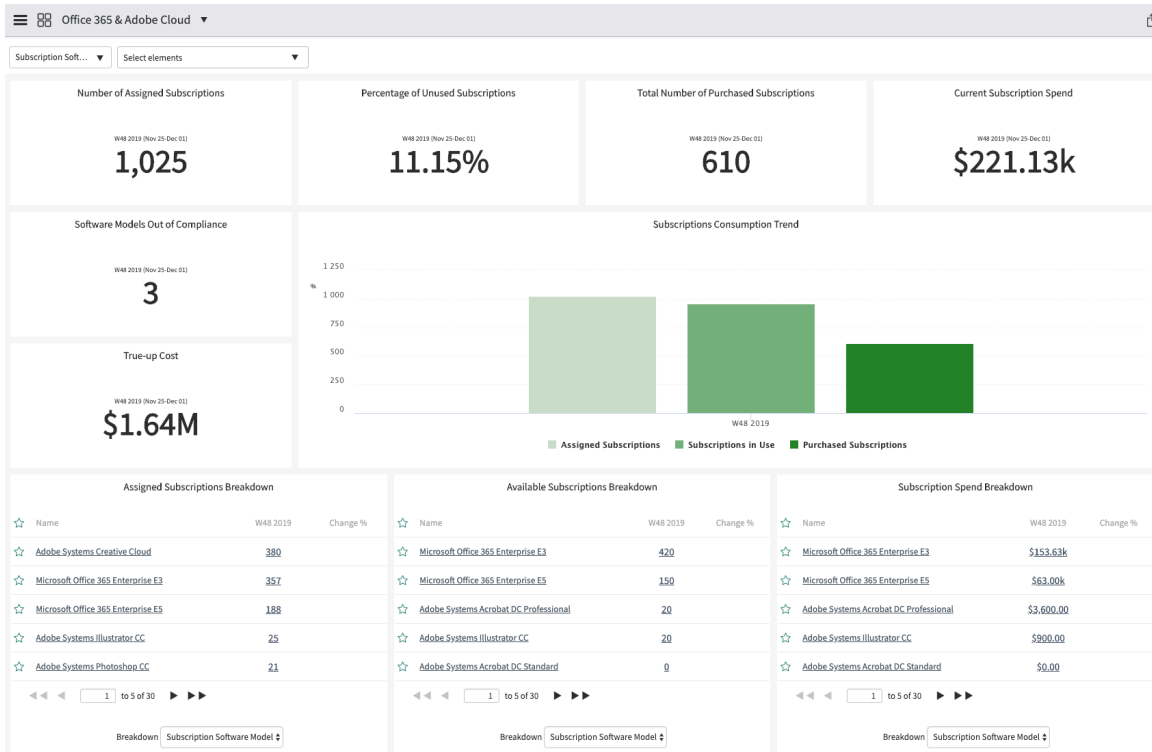 Office 365 & Adobe Cloud ▼
Subscription Soft... ▼ Select elements ▼
Number of Assigned Subscriptions
W48 2019 (Nov 25-Dec 01)
1,025
Percentage of Unused Subscriptions
W48 2019 (Nov 25-Dec 01)
11.15%
Total Number of Purchased Subscriptions
W48 2019 (Nov 25-Dec 01)
610
Current Subscription Spend
W48 2019 (Nov 25-Dec 01)
$221.13k
Software Models Out of Compliance
W48 2019 (Nov 25-Dec 01)
3
True-up Cost
W48 2019 (Nov 25-Dec 01)
$1.64M
Subscriptions Consumption Trend
#
1 250
1 000
750
500
250
0
W48 2019
Assigned Subscriptions Subscriptions in Use Purchased Subscriptions
Assigned Subscriptions Breakdown
Name W48 2019 Change %
Adobe Systems Creative Cloud 380
Microsoft Office 365 Enterprise E3 357
Microsoft Office 365 Enterprise E5 188
Adobe Systems Illustrator CC 25
Adobe Systems Photoshop CC 21
1 to 5 of 30
Breakdown Subscription Software Model
Available Subscriptions Breakdown
Name W48 2019 Change %
Microsoft Office 365 Enterprise E3 420
Microsoft Office 365 Enterprise E5 150
Adobe Systems Acrobat DC Professional 20
Adobe Systems Illustrator CC 20
Adobe Systems Acrobat DC Standard 0
1 to 5 of 30
Breakdown Subscription Software Model
Subscription Spend Breakdown
Name W48 2019 Change %
Microsoft Office 365 Enterprise E3 $153.63k
Microsoft Office 365 Enterprise E5 $63.00k
Adobe Systems Acrobat DC Professional $3,600.00
Adobe Systems Illustrator CC $900.00
Adobe Systems Acrobat DC Standard $0.00
1 to 5 of 30
Breakdown Subscription Software Model